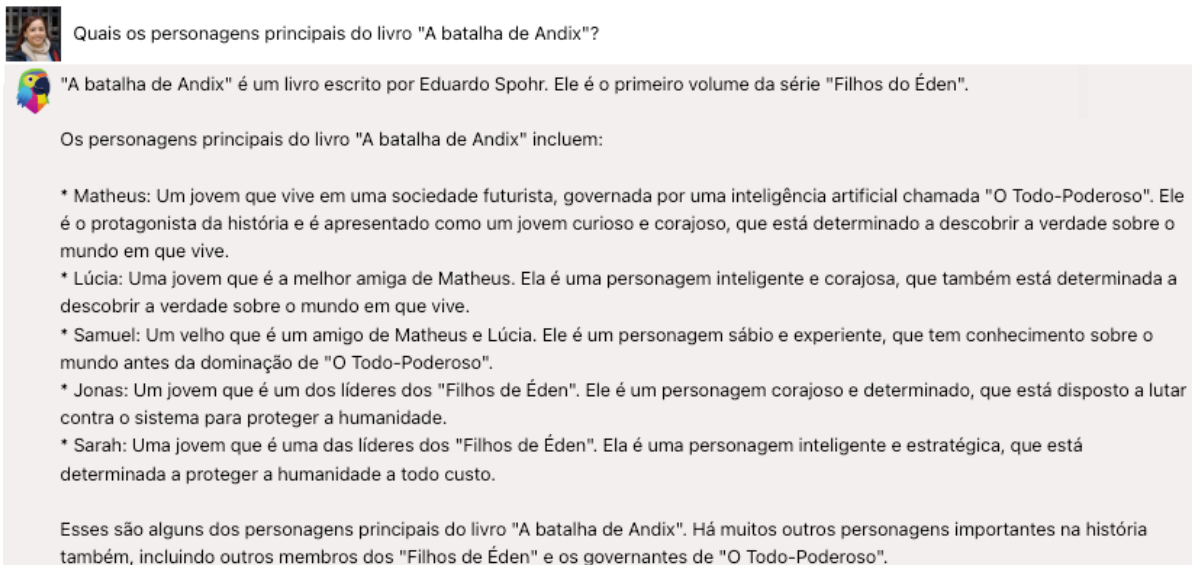 Quais os personagens principais do livro "A batalha de Andix"?
"A batalha de Andix" é um livro escrito por Eduardo Spohr. Ele é o primeiro volume da série "Filhos do Éden".
Os personagens principais do livro "A batalha de Andix" incluem:
* Matheus: Um jovem que vive em uma sociedade futurista, governada por uma inteligência artificial chamada "O Todo-Poderoso". Ele
é o protagonista da história e é apresentado como um jovem curioso e corajoso, que está determinado a descobrir a verdade sobre o
mundo em que vive.
* Lúcia: Uma jovem que é a melhor amiga de Matheus. Ela é uma personagem inteligente e corajosa, que também está determinada a
descobrir a verdade sobre o mundo em que vive.
* Samuel: Um velho que é um amigo de Matheus e Lúcia. Ele é um personagem sábio e experiente, que tem conhecimento sobre o
mundo antes da dominação de "O Todo-Poderoso".
* Jonas: Um jovem que é um dos líderes dos "Filhos de Éden". Ele é um personagem corajoso e determinado, que está disposto a lutar
contra o sistema para proteger a humanidade.
* Sarah: Uma jovem que é uma das líderes dos "Filhos de Éden". Ela é uma personagem inteligente e estratégica, que está
determinada a proteger a humanidade a todo custo.
Esses são alguns dos personagens principais do livro "A batalha de Andix". Há muitos outros personagens importantes na história
também, incluindo outros membros dos "Filhos de Éden" e os governantes de "O Todo-Poderoso".